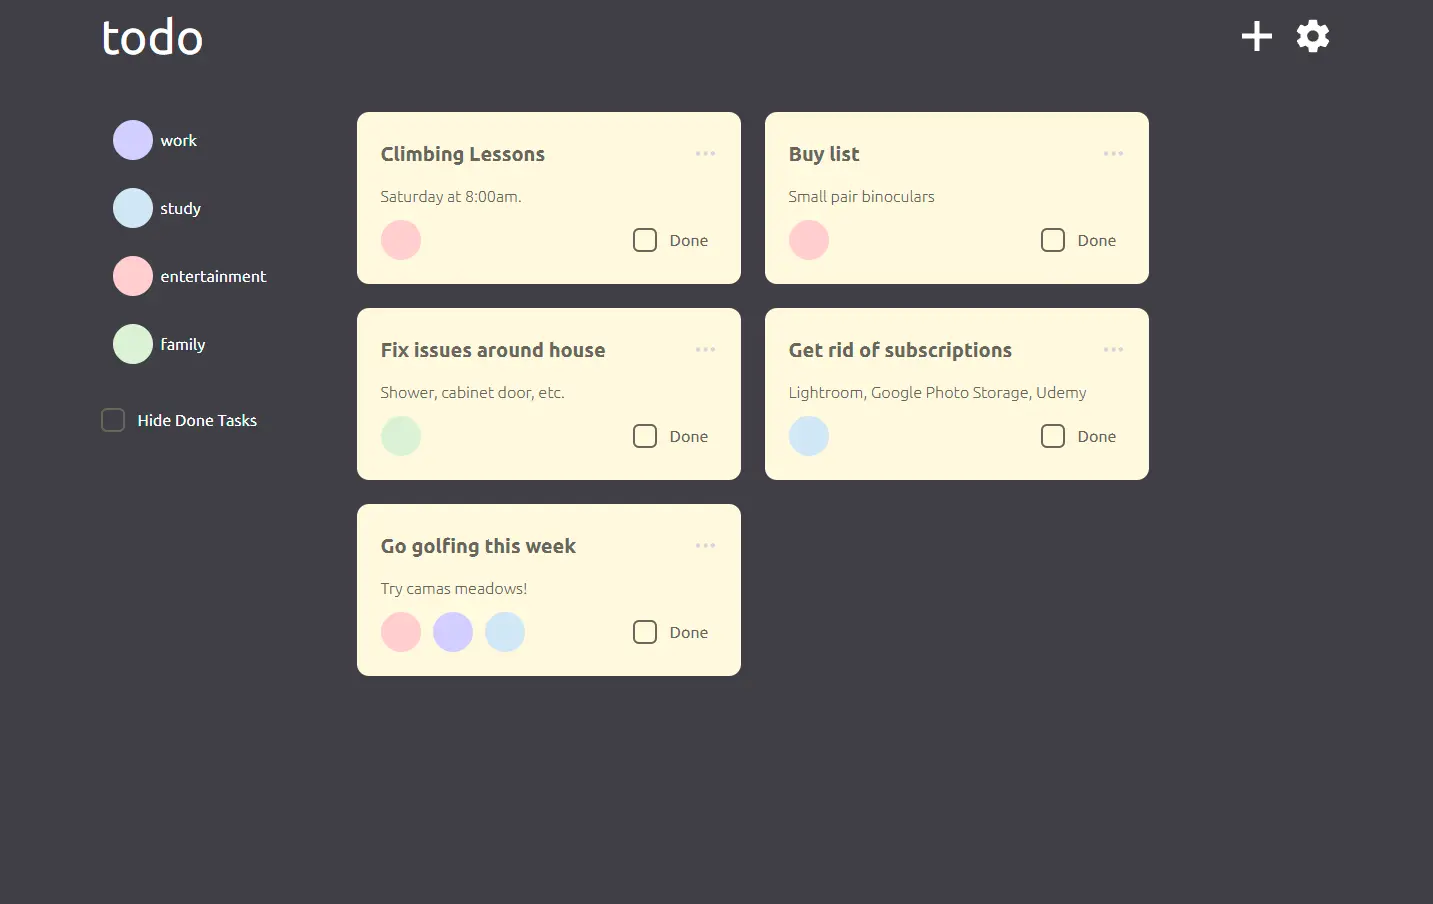 todo
work
study
entertainment
family
Hide Done Tasks
Climbing Lessons
Saturday at 8:00am.
Done
Buy list
Small pair binoculars
Done
Fix issues around house
Shower, cabinet door, etc.
Done
Get rid of subscriptions
Lightroom, Google Photo Storage, Udemy
Done
Go golfing this week
Try camas meadows!
Done